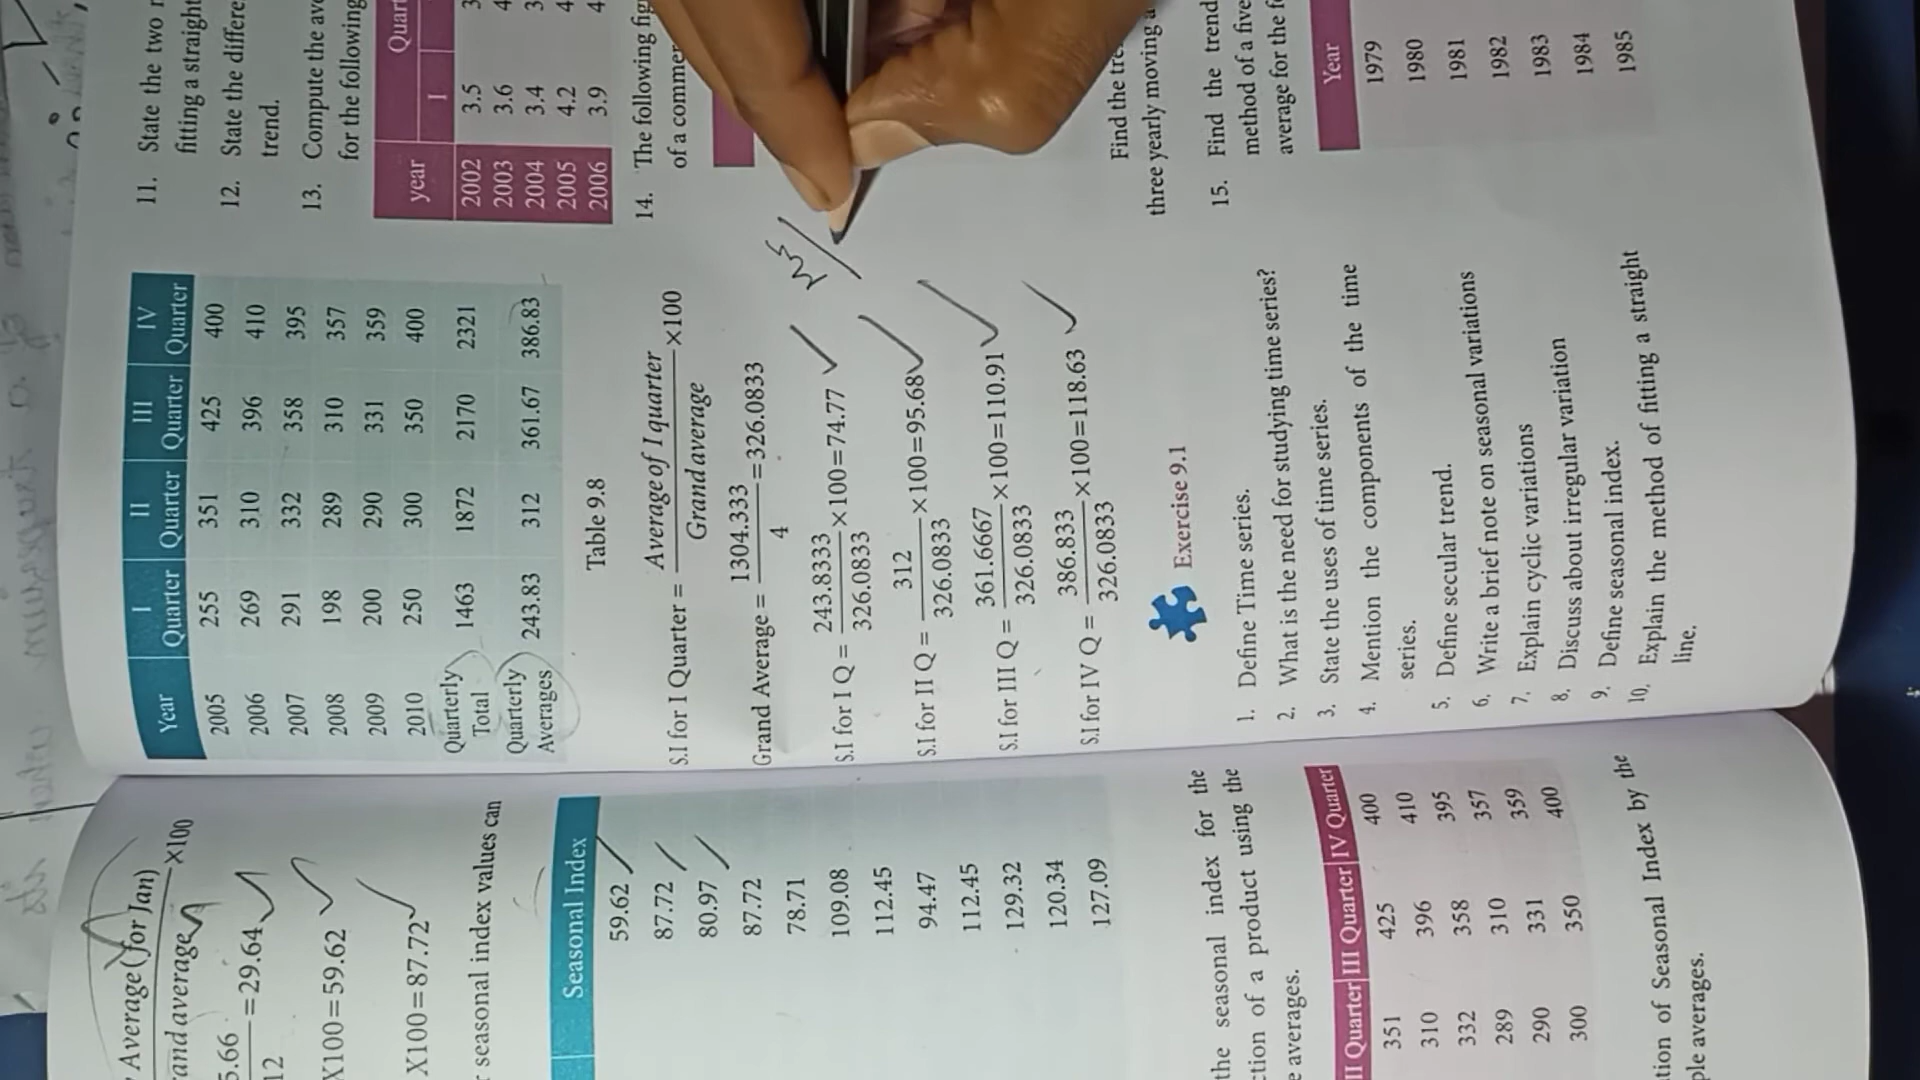 Average (for Jan)
×100
5.66
=29.64
12
X100=59.62
X100=87.72
seasonal index values can
Seasonal Index
59.62
87.72
80.97
87.72
78.71
109.08
112.45
94.47
112.45
129.32
120.34
127.09
the seasonal index for the
of a product using the
averages.
II Quarter III Quarter IV Quarter
351 425 400
310 396 410
332 358 395
289 310 357
290 331 359
300 350 400
of Seasonal Index by the
averages.
Year I Quarter II Quarter III Quarter IV Quarter
2005 255 351 425 400
2006 269 310 396 410
2007 291 332 358 395
2008 198 289 310 357
2009 200 290 331 359
2010 250 300 350 400
Quarterly Total 1463 1872 2170 2321
Quarterly Averages 243.83 312 361.67 386.83
Table 9.8
S.I for I Quarter = Average of I quarter / Grand average ×100
Grand Average = 1304.333 / 4 =326.0833
S.I for I Q = 243.8333 / 326.0833 ×100=74.77
S.I for II Q = 312 / 326.0833 ×100=95.68
S.I for III Q = 361.6667 / 326.0833 ×100=110.91
S.I for IV Q = 386.833 / 326.0833 ×100=118.63
Exercise 9.1
1. Define Time series.
2. What is the need for studying time series?
3. State the uses of time series.
4. Mention the components of the time
series.
5. Define secular trend.
6. Write a brief note on seasonal variations
7. Explain cyclic variations
8. Discuss about irregular variation
9. Define seasonal index.
10. Explain the method of fitting a straight
line.
11. State the two
fitting a straight
12. State the
trend.
13. Compute the
for the following
Quart
year I
2002 3.5
2003 3.6
2004 3.4
2005 4.2
2006 3.9
14. The following
of a
Find the
three yearly moving
15. Find the trend
method of a five
average for the
Year
1979
1980
1981
1982
1983
1984
1985